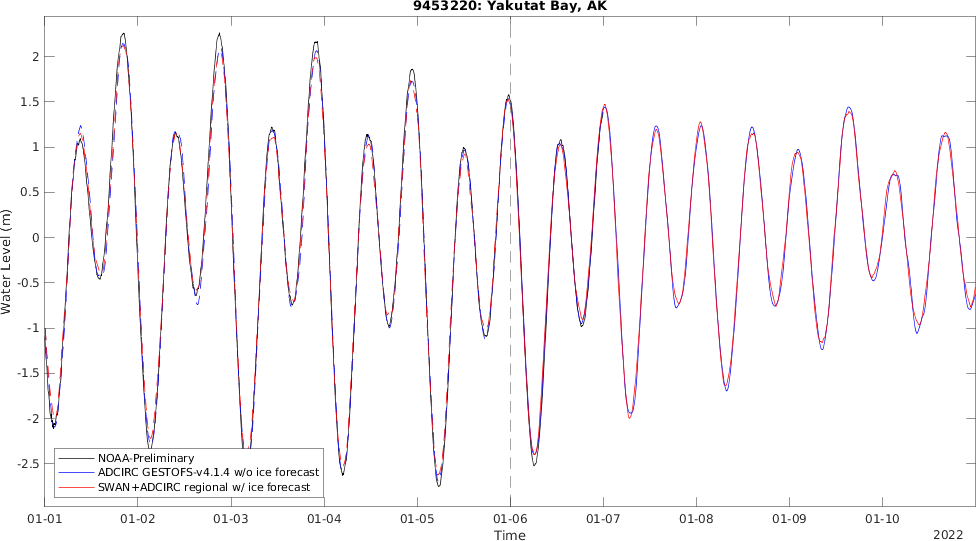 9453220: Yakutat Bay, AK
Water Level (m)
2
1.5
1
0.5
0
-0.5
-1
-1.5
-2
-2.5
NOAA-Preliminary
ADCIRC GESTOFS-v4.1.4 w/o ice forecast
SWAN+ADCIRC regional w/ ice forecast
01-01 01-02 01-03 01-04 01-05 01-06 01-07 01-08 01-09 01-10
Time
2022